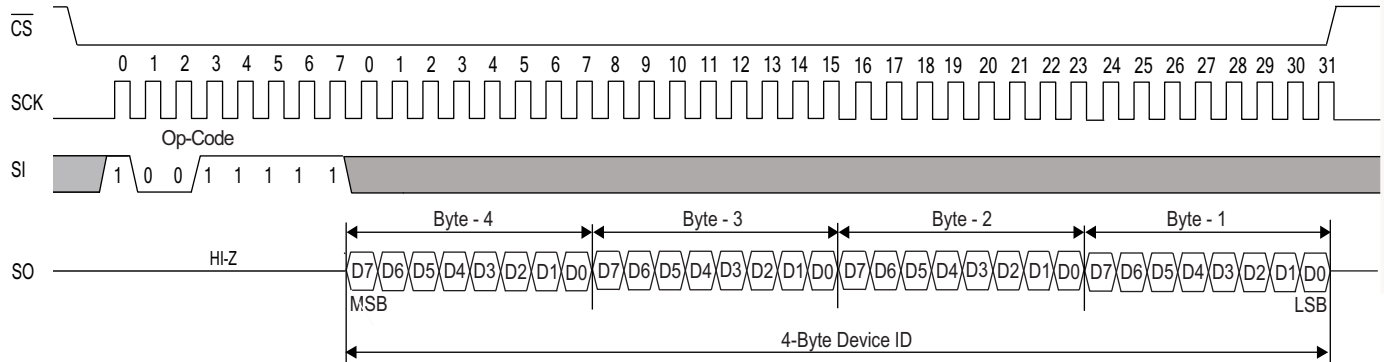 CS
0 1 2 3 4 5 6 7 0 1 2 3 4 5 6 7 8 9 10 11 12 13 14 15 16 17 18 19 20 21 22 23 24 25 26 27 28 29 30 31
SCK
Op-Code
SI 1 0 0 1 1 1 1 1
Byte - 4 Byte - 3 Byte - 2 Byte - 1
SO HI-Z D7 D6 D5 D4 D3 D2 D1 D0 D7 D6 D5 D4 D3 D2 D1 D0 D7 D6 D5 D4 D3 D2 D1 D0 D7 D6 D5 D4 D3 D2 D1 D0
MSB LSB
4-Byte Device ID